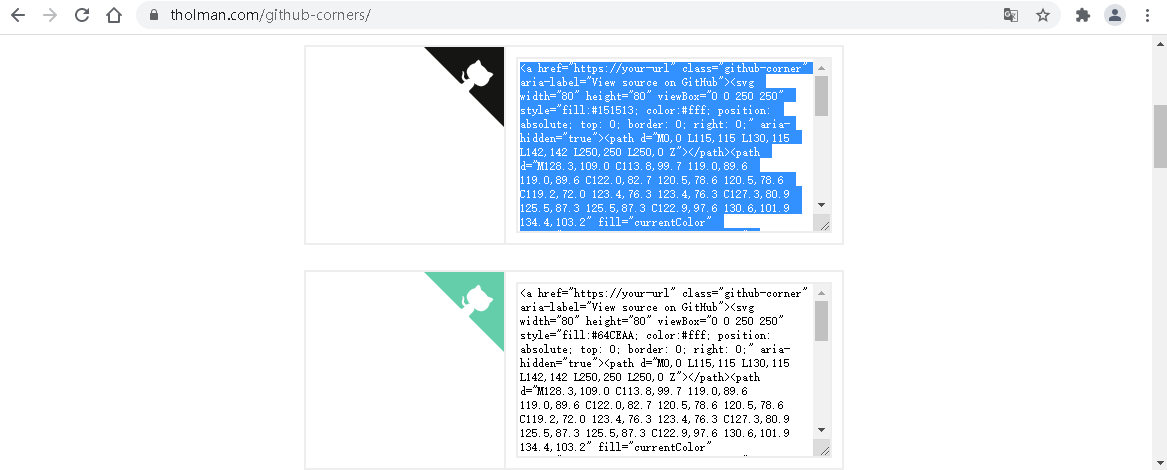 tholman.com/github-corners/
<a href="https://your-url" class="github-corner"
aria-label="View source on GitHub"><svg
width="80" height="80" viewBox="0 0 250 250"
style="fill:#151513; color:#fff; position:
absolute; top: 0; border: 0; right: 0;" aria-
hidden="true"><path d="M0,0 L115,115 L130,115
L142,142 L250,250 L250,0 Z"></path><path
d="M128.3,109.0 C113.8,99.7 119.0,89.6
119.0,89.6 C122.0,82.7 120.5,78.6 120.5,78.6
C119.2,72.0 123.4,76.3 123.4,76.3 C127.3,80.9
125.5,87.3 125.5,87.3 C122.9,97.6 130.6,101.9
134.4,103.2" fill="currentColor"
<a href="https://your-url" class="github-corner"
aria-label="View source on GitHub"><svg
width="80" height="80" viewBox="0 0 250 250"
style="fill:#64CEAA; color:#fff; position:
absolute; top: 0; border: 0; right: 0;" aria-
hidden="true"><path d="M0,0 L115,115 L130,115
L142,142 L250,250 L250,0 Z"></path><path
d="M128.3,109.0 C113.8,99.7 119.0,89.6
119.0,89.6 C122.0,82.7 120.5,78.6 120.5,78.6
C119.2,72.0 123.4,76.3 123.4,76.3 C127.3,80.9
125.5,87.3 125.5,87.3 C122.9,97.6 130.6,101.9
134.4,103.2" fill="currentColor"